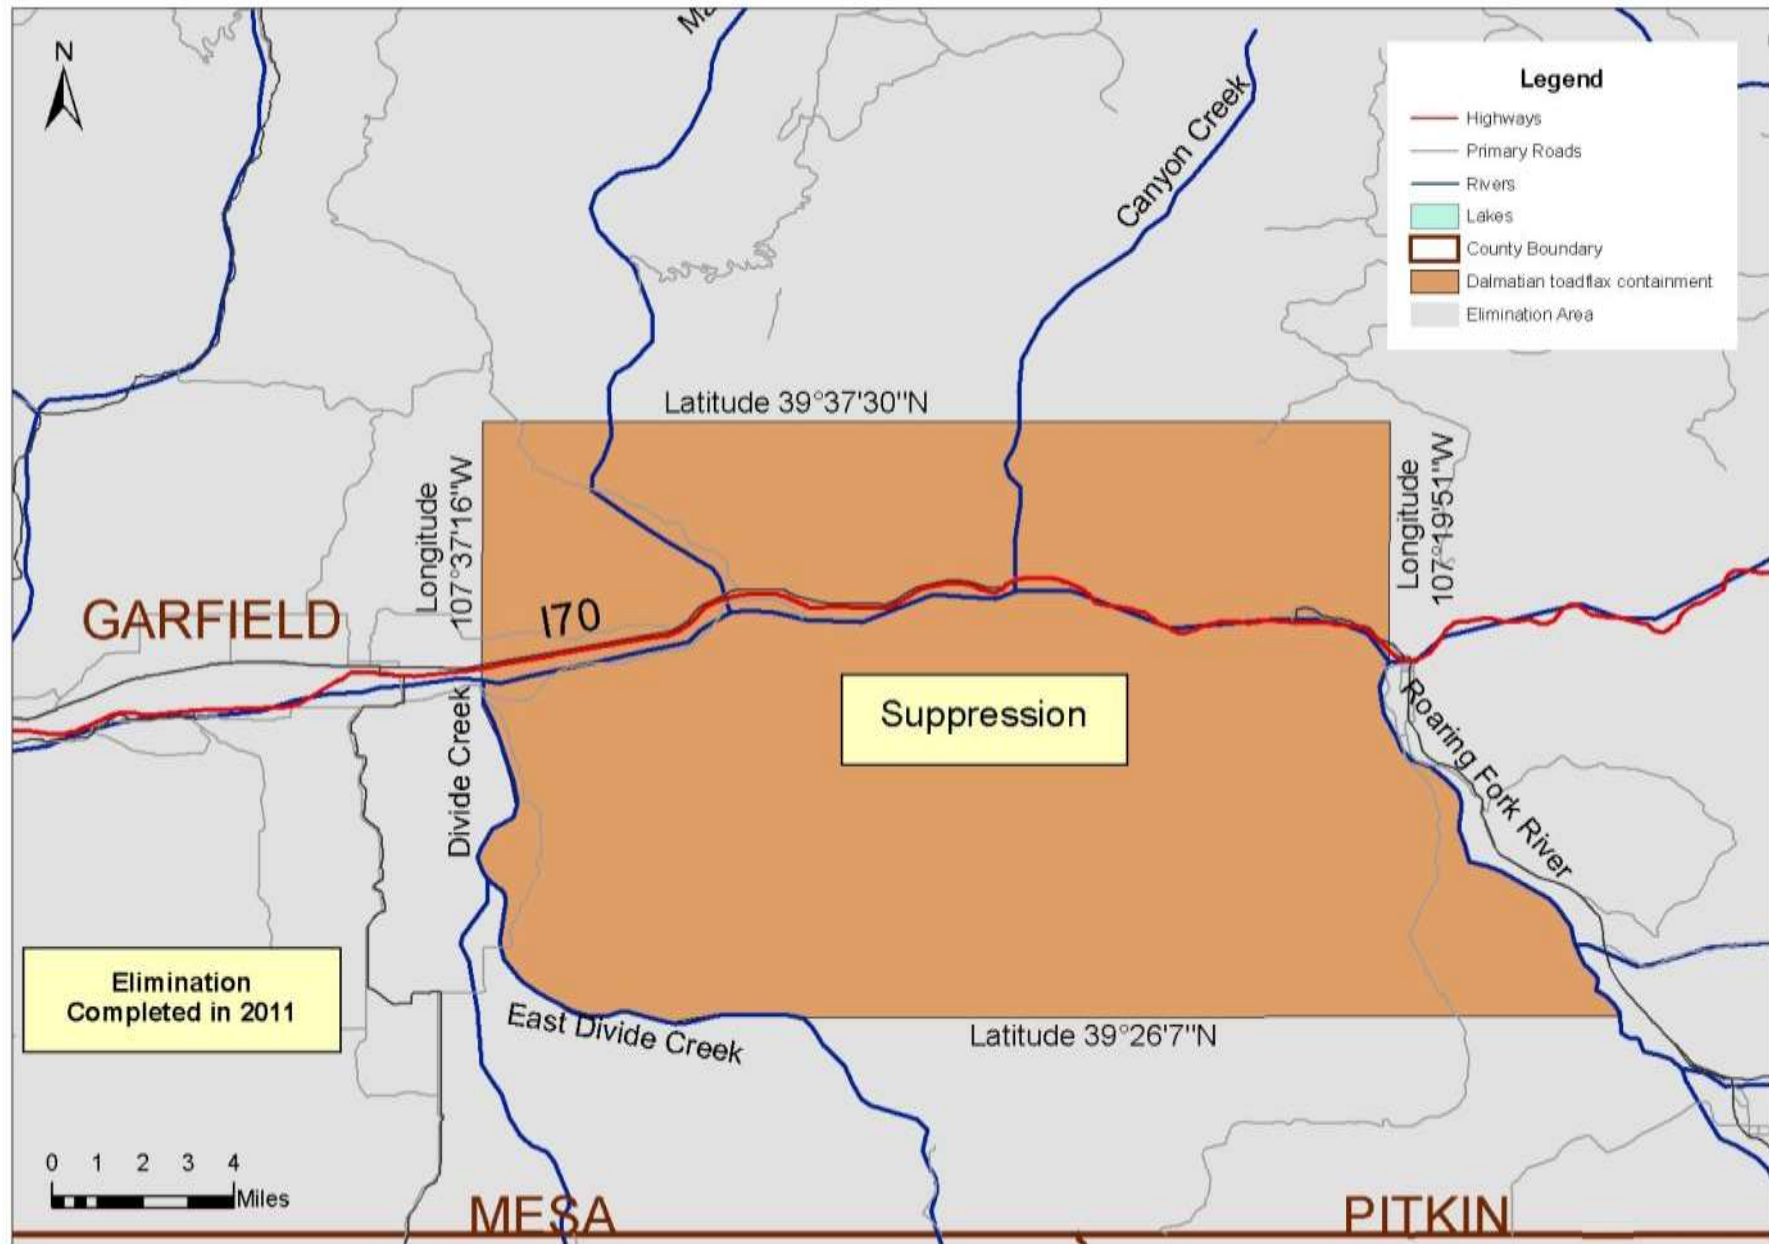 N
Ma
Canyon Creek
Legend
Highways
Primary Roads
Rivers
Lakes
County Boundary
Dalmatian toadflax containment
Elimination Area
Latitude 39°37'30"N
Longitude
107°37'16"W
Longitude
107°19'51"W
GARFIELD
I70
Suppression
Divide Creek
Roaring Fork River
Elimination
Completed in 2011
East Divide Creek
Latitude 39°26'7"N
0 1 2 3 4
Miles
MESA
PITKIN